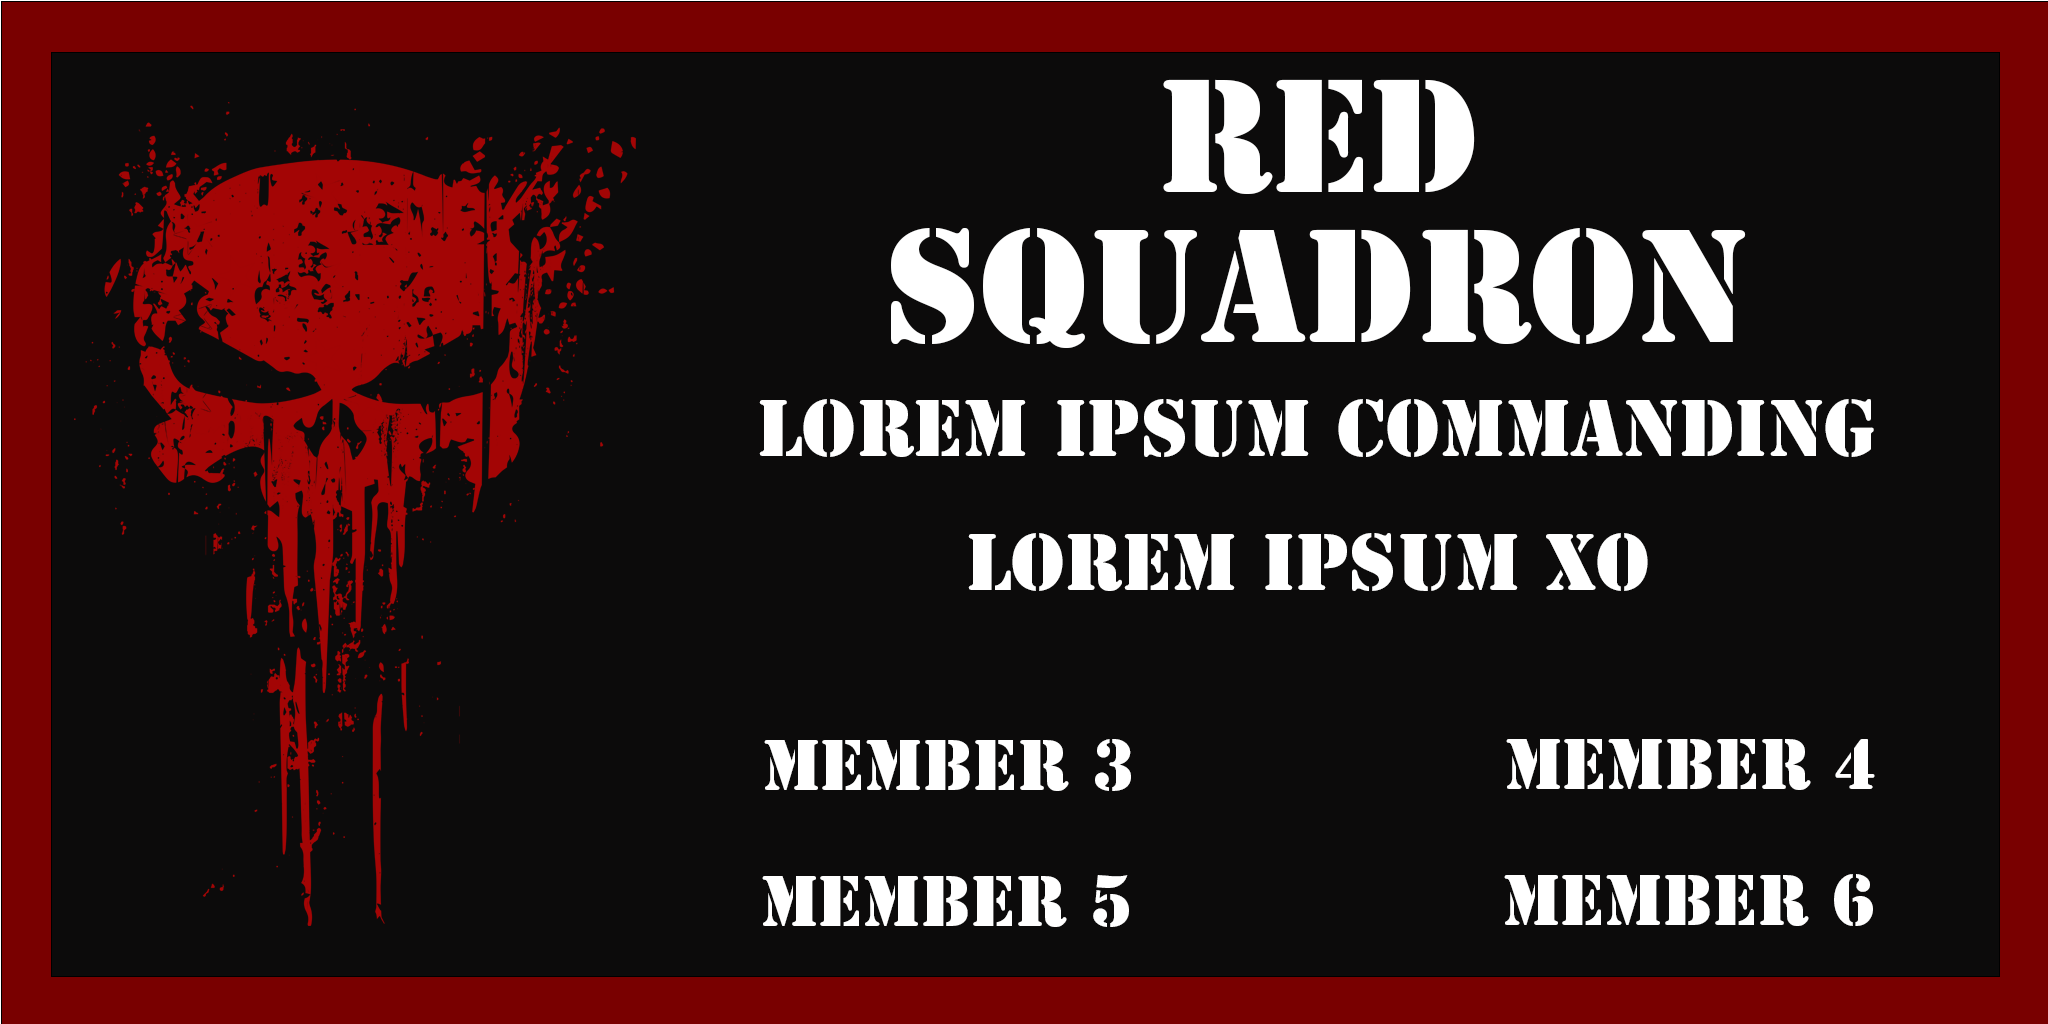 RED
SQUADRON
LOREM IPSUM COMMANDING
LOREM IPSUM XO
MEMBER 3 MEMBER 4
MEMBER 5 MEMBER 6